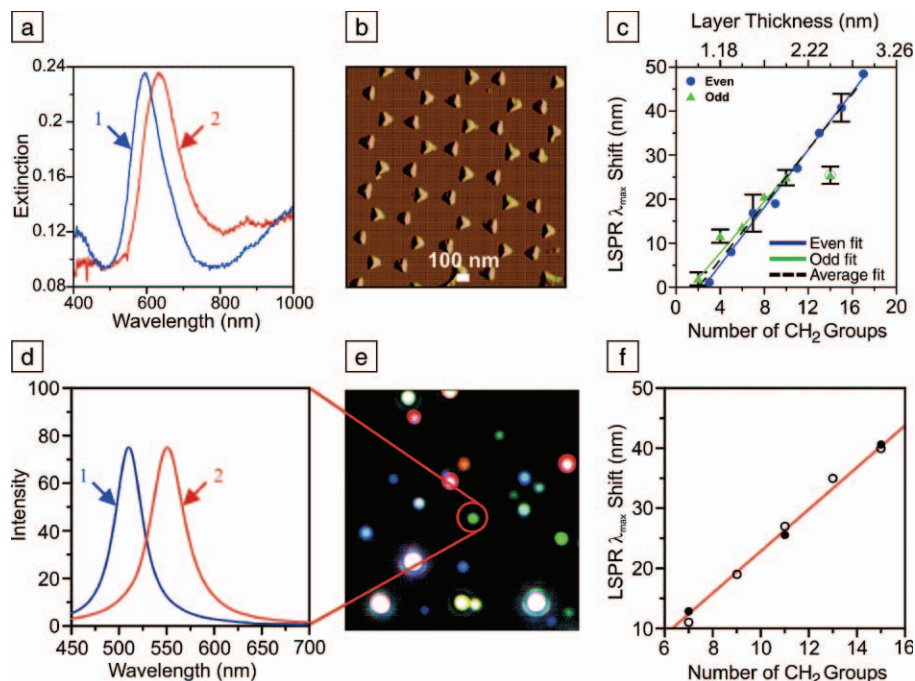 a
0.24
0.20
0.16
0.12
0.08
Extinction
1
2
400
600
800
1000
Wavelength (nm)
b
100 nm
c
Layer Thickness (nm)
1.18
2.22
3.26
50
40
30
20
10
0
LSPR λmax Shift (nm)
Even
Odd
Even fit
Odd fit
Average fit
0
4
8
12
16
20
Number of CH2 Groups
d
100
80
60
40
20
0
Intensity
1
2
450
500
550
600
650
700
Wavelength (nm)
e
f
50
40
30
20
10
LSPR λmax Shift (nm)
6
8
10
12
14
16
Number of CH2 Groups